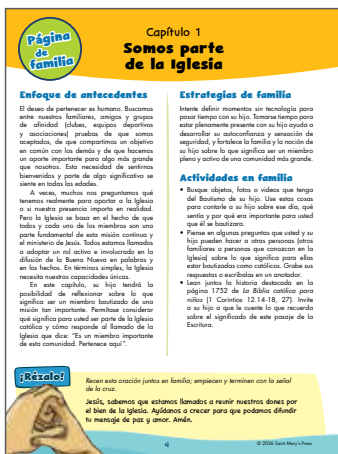 Página
de
familia
Capítulo 1
Somos parte
de la Iglesia
Enfoque de antecedentes
El deseo de pertenecer es humano. Buscamos
entre nuestros familiares, amigos y grupos
de afinidad (clubes, equipos deportivos
y asociaciones) pruebas de que somos
aceptados, de que compartimos un objetivo
en común con los demás y de que hacemos
un aporte importante para algo más grande
que nosotros. Esta necesidad de sentirnos
bienvenidos y parte de algo significativo se
siente en todas las edades.
A veces, muchos nos preguntamos qué
tenemos realmente para aportar a la Iglesia
o si nuestra presencia importa en realidad.
Pero la Iglesia se basa en el hecho de que
todos y cada uno de los miembros son una
parte fundamental de esta misión continua y
el ministerio de Jesús. Todos estamos llamados
a adoptar un rol activo e involucrado en la
difusión de la Buena Nueva en palabras y
en los hechos. En términos simples, la Iglesia
necesita nuestras capacidades únicas.
En este capítulo, su hijo tendrá la
posibilidad de reflexionar sobre lo que
significa ser un miembro bautizado de una
misión tan importante. Permítase considerar
qué significa para usted ser parte de la Iglesia
católica y cómo responde al llamado de la
Iglesia que dice: “Es un miembro importante
de esta comunidad. Pertenece aquí”.
Estrategias de familia
Intente definir momentos sin tecnología para
pasar tiempo con su hijo. Tomarse tiempo para
estar plenamente presente con su hijo ayuda a
desarrollar su autoconfianza y sensación de
seguridad, y fortalece la familia y la noción de
su hijo sobre lo que significa ser un miembro
pleno y activo de una comunidad más grande.
Actividades en familia
• Busque objetos, fotos o videos que tenga
del Bautismo de su hijo. Use estas cosas
para contarle a su hijo sobre ese día, qué
sentía y por qué era importante para usted
que él se bautizara.
• Piense en algunas preguntas que usted y su
hijo pueden hacer a otras personas (otros
familiares o personas que conozcan en la
Iglesia) sobre lo que significa para ellas
estar bautizadas como católicos. Grabe sus
respuestas o escríbalas en un anotador.
• Lean juntos la historia destacada en la
página 1752 de La Biblia católica para
niños (1 Corintios 12.14-18, 27). Invite
a su hijo a que le cuente lo que recuerda
sobre el significado de este pasaje de la
Escritura.
¡Rézalo!
Recen esta oración juntos en familia; empiecen y terminen con la señal
de la cruz.
Jesús, sabemos que estamos llamados a reunir nuestros dones por
el bien de la Iglesia. Ayúdanos a crecer para que podamos difundir
tu mensaje de paz y amor. Amén.
4
© 2026 Saint Mary's Press